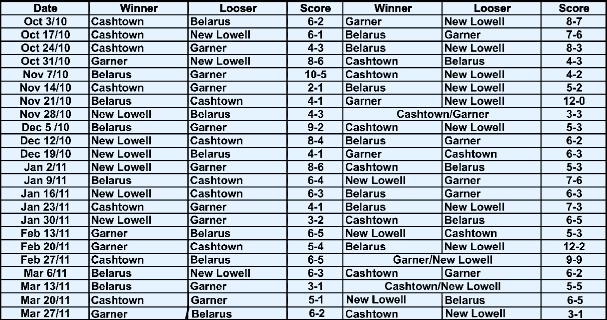 Date Winner Looser Score Winner Looser Score
Oct 3/10 Cashtown Belarus 6-2 Garner New Lowell 8-7
Oct 17/10 Cashtown New Lowell 6-1 Belarus Garner 7-6
Oct 24/10 Cashtown Garner 4-3 Belarus New Lowell 8-3
Oct 31/10 Garner New Lowell 8-6 Cashtown Belarus 4-3
Nov 7/10 Belarus Garner 10-5 Cashtown New Lowell 4-2
Nov 14/10 Cashtown Garner 2-1 Belarus New Lowell 5-2
Nov 21/10 Belarus Cashtown 4-1 Garner New Lowell 12-0
Nov 28/10 New Lowell Belarus 4-3 Cashtown/Garner 3-3
Dec 5 /10 Belarus Garner 9-2 Cashtown New Lowell 5-3
Dec 12/10 New Lowell Cashtown 8-4 Belarus Garner 6-2
Dec 19/10 New Lowell Belarus 4-1 Garner Cashtown 6-3
Jan 2/11 New Lowell Garner 8-6 Cashtown Belarus 5-3
Jan 9/11 Belarus Cashtown 6-4 New Lowell Garner 7-6
Jan 16/11 New Lowell Cashtown 6-3 Belarus Garner 6-3
Jan 23/11 Cashtown Garner 4-1 Belarus New Lowell 7-3
Jan 30/11 New Lowell Garner 3-2 Cashtown Belarus 6-5
Feb 13/11 Garner Belarus 6-5 New Lowell Cashtown 5-3
Feb 20/11 Garner Cashtown 5-4 Belarus New Lowell 12-2
Feb 27/11 Cashtown Belarus 6-5 Garner/New Lowell 9-9
Mar 6/11 Belarus New Lowell 6-3 Cashtown Garner 6-2
Mar 13/11 Belarus Garner 3-1 Cashtown/New Lowell 5-5
Mar 20/11 Cashtown Garner 5-1 New Lowell Belarus 6-5
Mar 27/11 Garner Belarus 6-2 Cashtown New Lowell 3-1